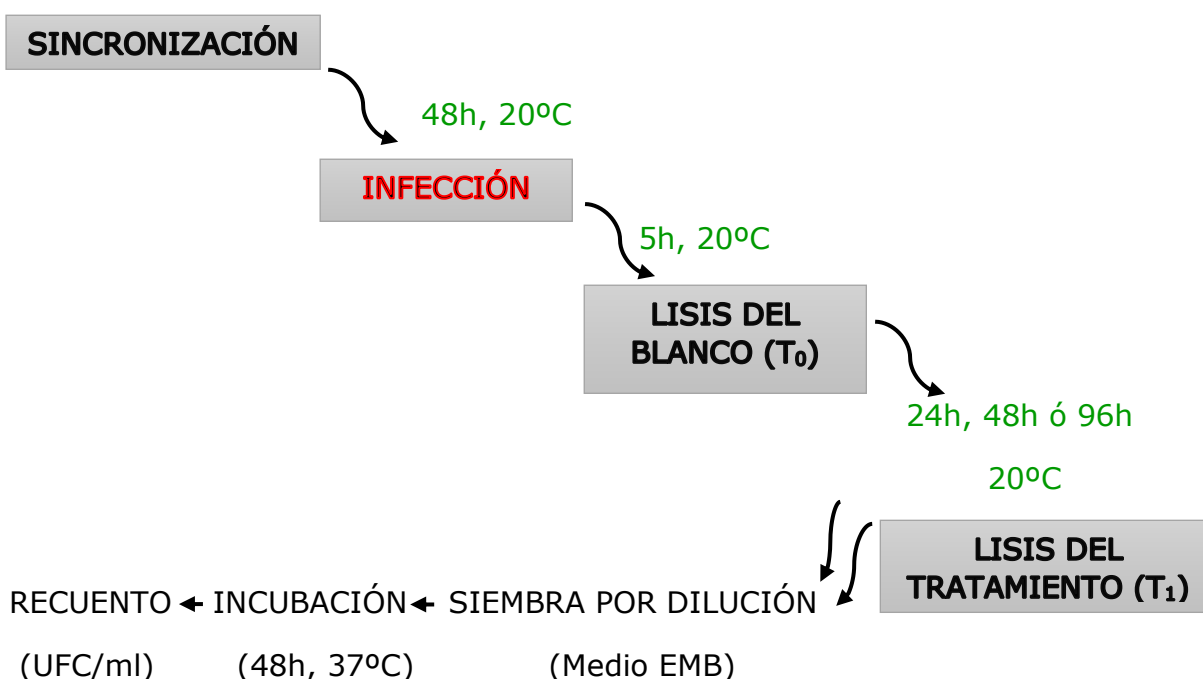 SINCRONIZACIÓN
48h, 20ºC
INFECCIÓN
5h, 20ºC
LISIS DEL
BLANCO (T₀)
24h, 48h ó 96h
20ºC
LISIS DEL
TRATAMIENTO (T₁)
RECUENTO INCUBACIÓN SIEMBRA POR DILUCIÓN
(UFC/ml) (48h, 37ºC) (Medio EMB)